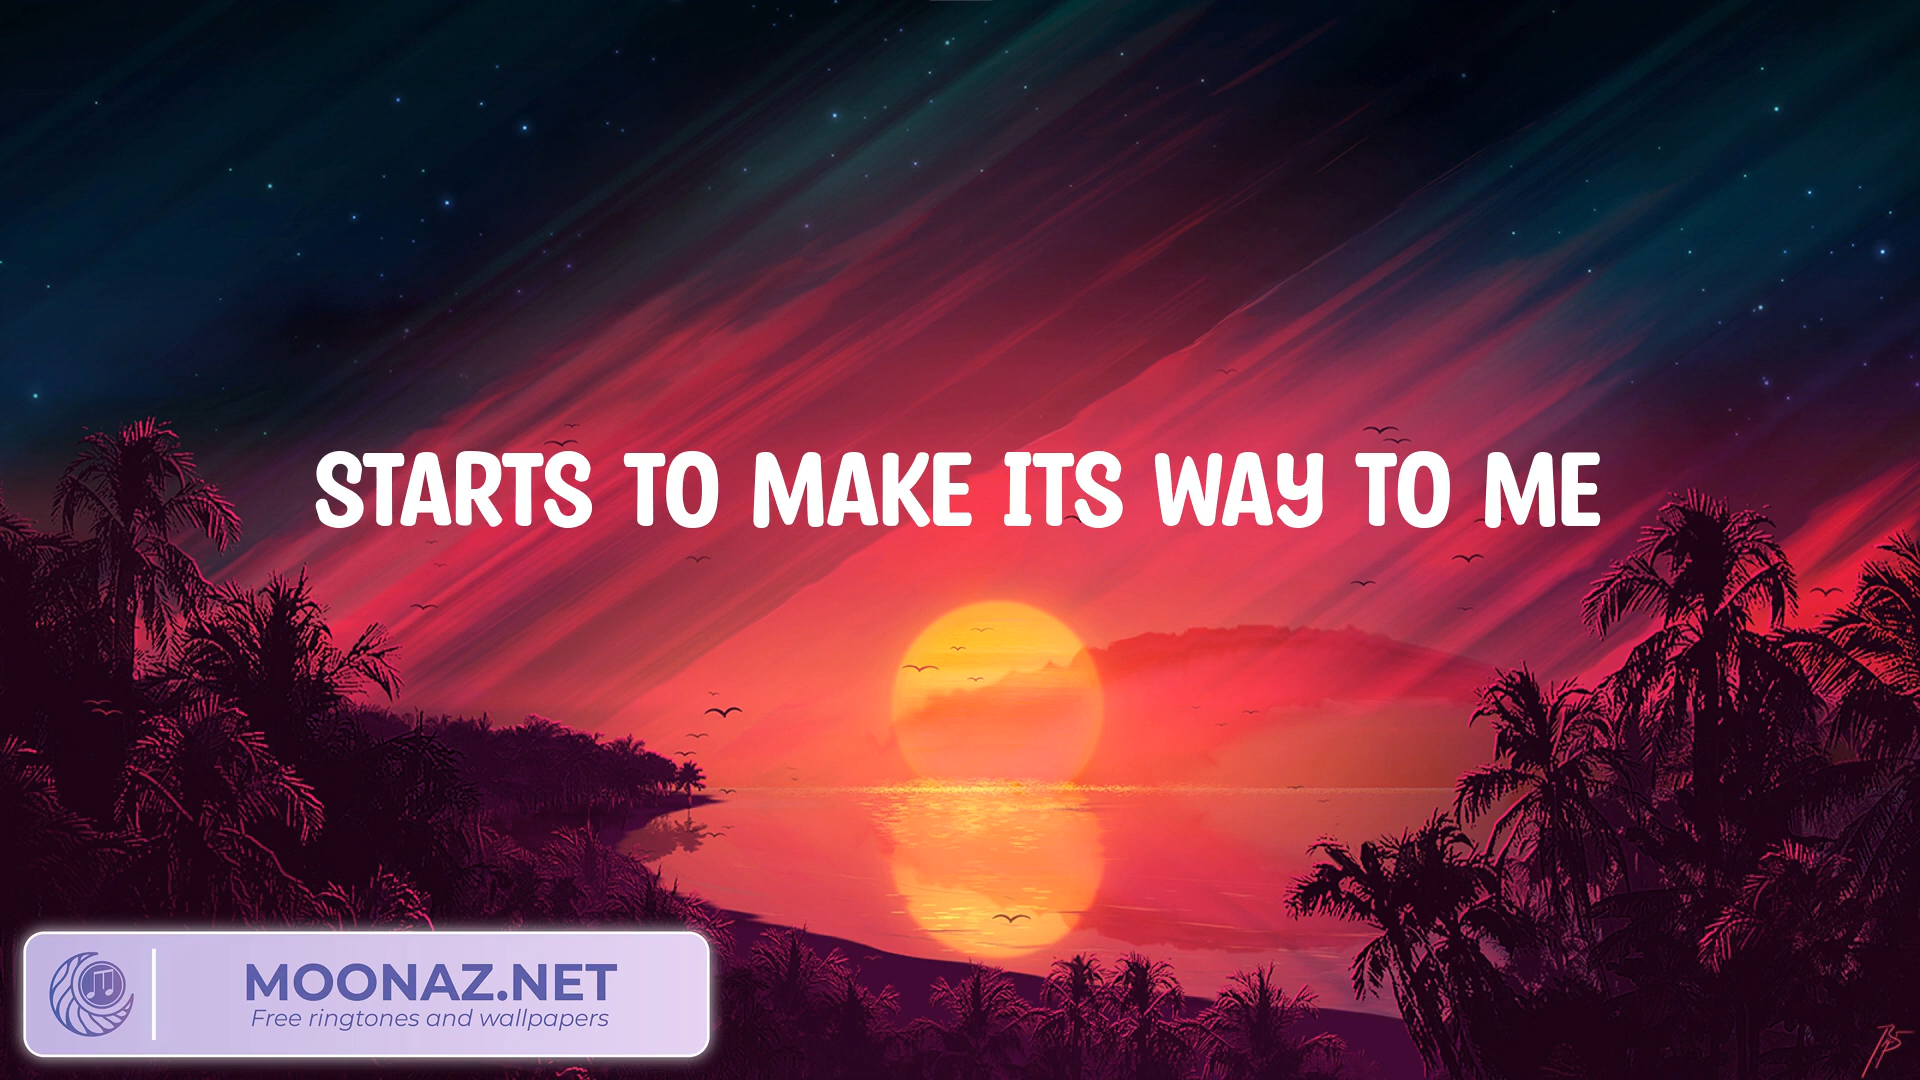 STARTS TO MAKE ITS WAY TO ME
MOONAZ.NET
Free ringtones and wallpapers